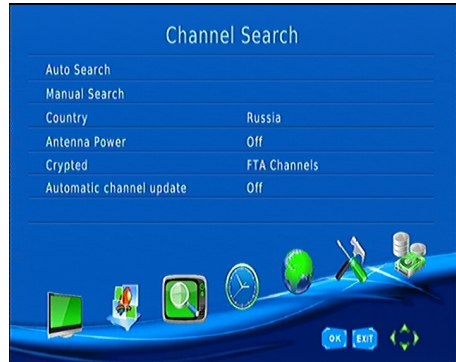 Channel Search
Auto Search
Manual Search
Country Russia
Antenna Power Off
Crypted FTA Channels
Automatic channel update Off
OK EXIT